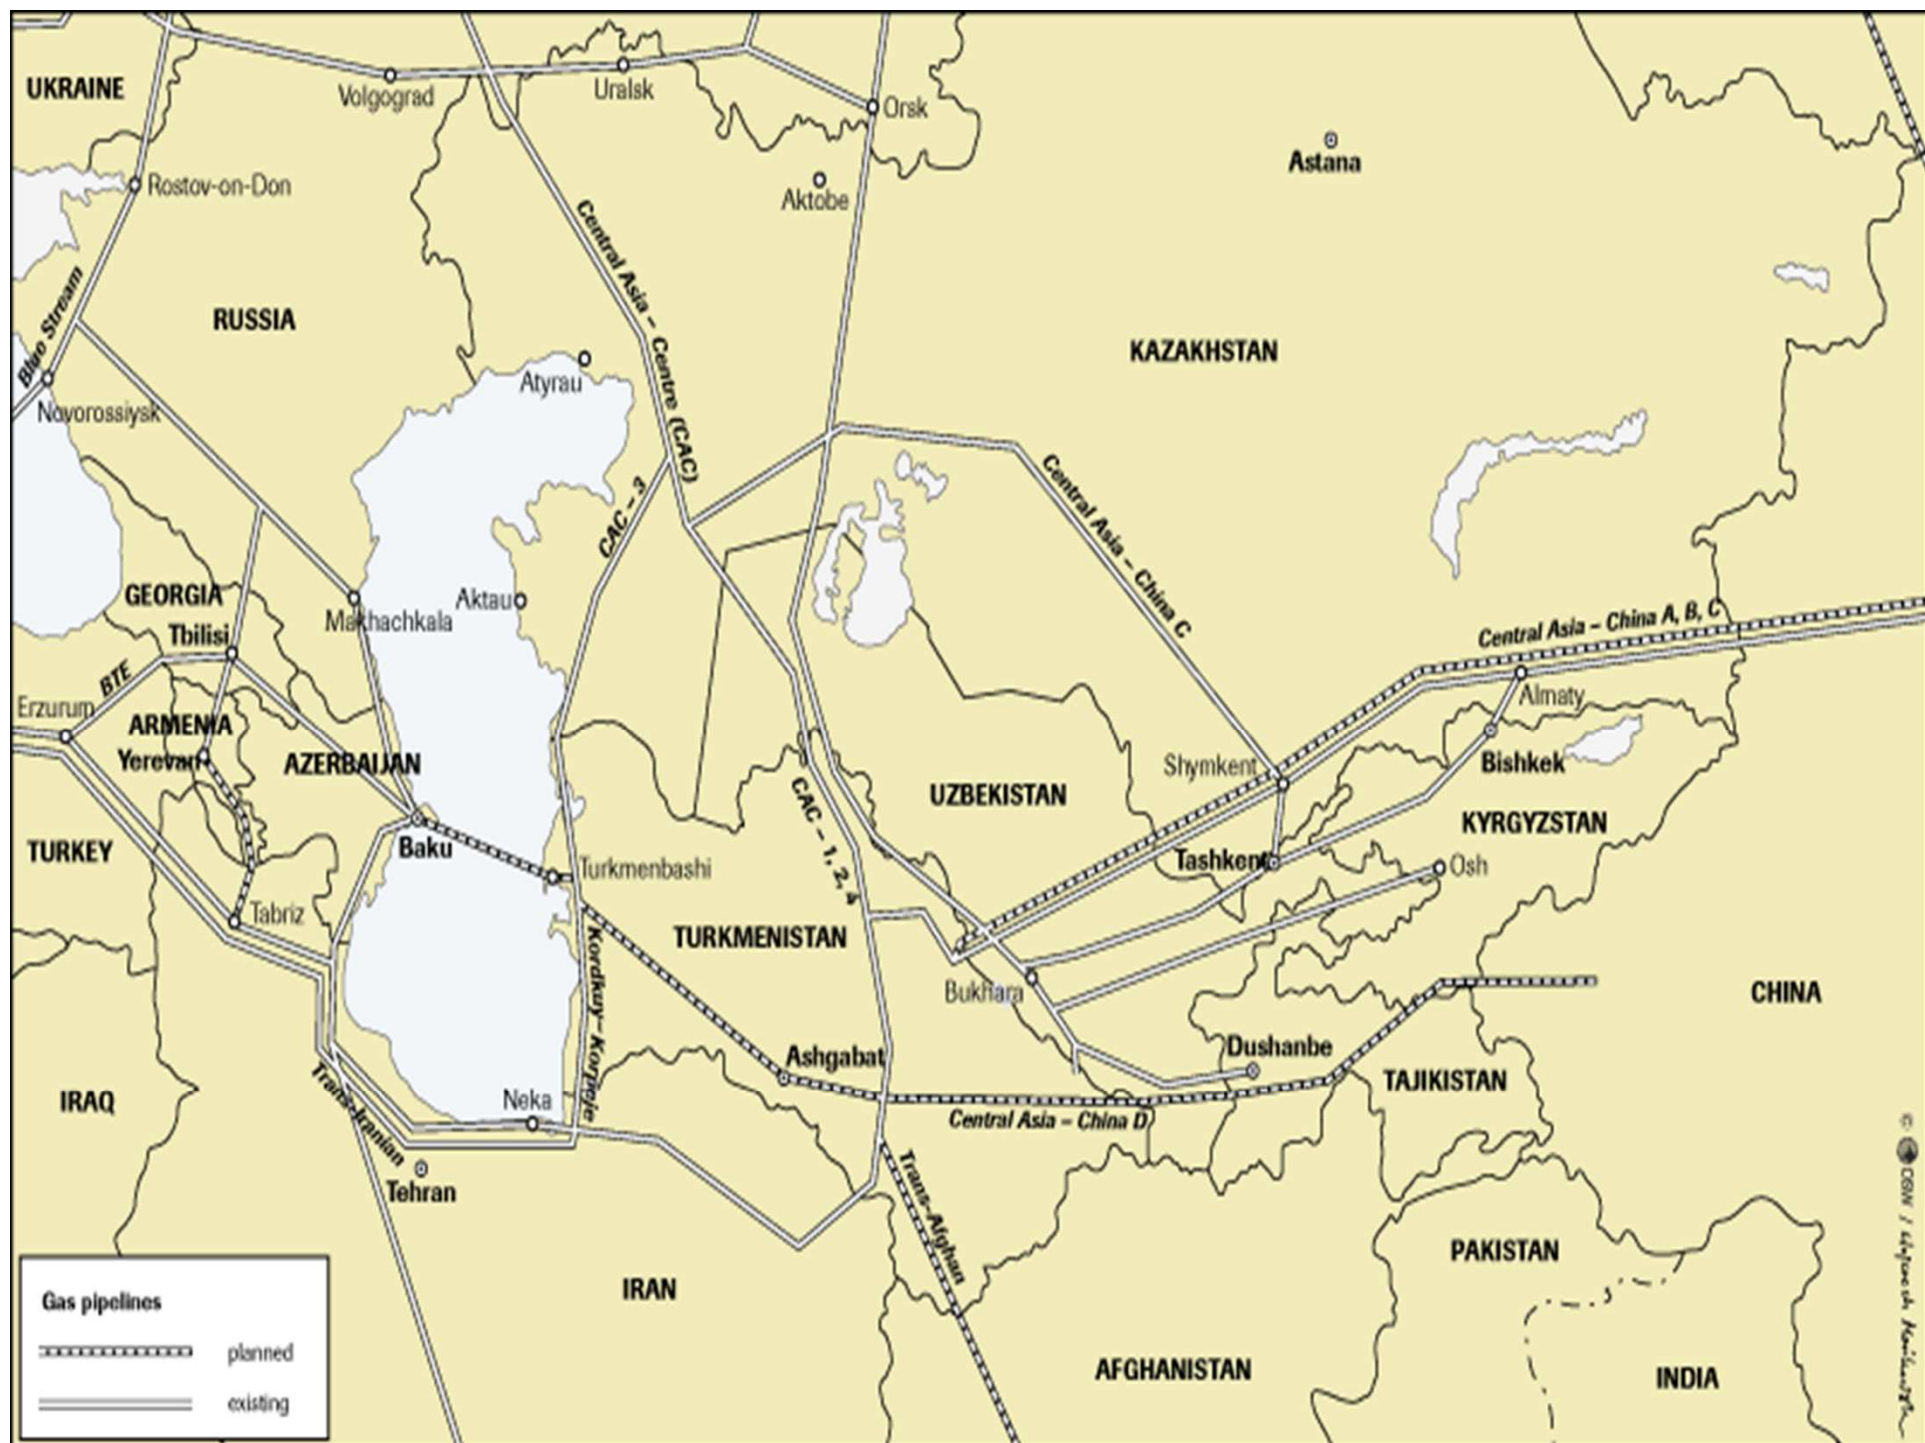 UKRAINE
Volgograd
Uralsk
Orsk
Astana
Aktobe
Rostov-on-Don
Central Asia – Centre (CAC)
Blue Stream
RUSSIA
KAZAKHSTAN
Atyrau
Novorossiysk
CAC – 3
Central Asia – China C
GEORGIA
Aktau
Makhachkala
Tbilisi
Central Asia – China A, B, C
BTE
Erzurum
Almaty
ARMENIA
Yerevan
AZERBAIJAN
Shymkent
Bishkek
UZBEKISTAN
CAC – 1, 2, 4
KYRGYZSTAN
TURKEY
Baku
Tashkent
Turkmenbashi
Osh
Tabriz
TURKMENISTAN
Kordkuy – Korpeje
Bukhara
CHINA
Ashgabat
Dushanbe
TAJIKISTAN
IRAQ
Trans-Iranian
Neka
Central Asia – China D
Tehran
Trans-Afghan
PAKISTAN
IRAN
AFGHANISTAN
INDIA
Gas pipelines
planned
existing
© OSW /